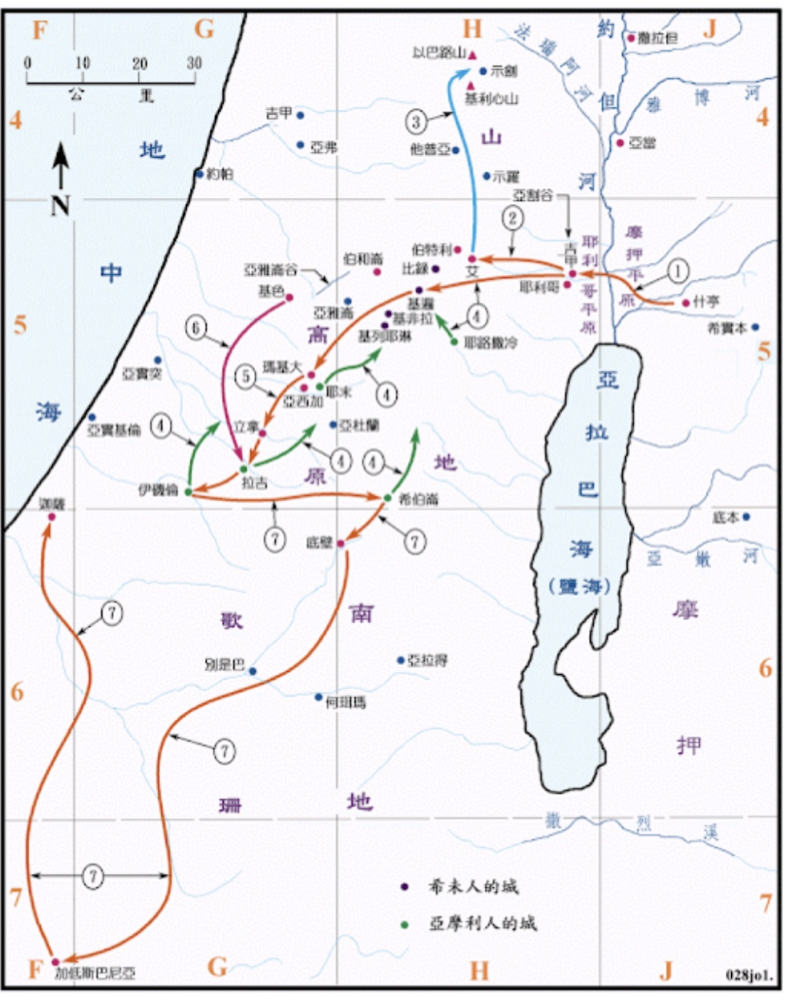 F G H J
0 10 20 30
公 里
4
N
地
中
海
約帕
吉甲
亞弗
以巴路山
示劍
基利心山
③
他普亞
山
示羅
法瑞阿河
約但河
撒拉但
雅博河
4
亞當
亞割谷
②
吉甲
耶利哥平原
摩押平原
①
什亭
希實本
伯特利
艾
比錄
耶利哥
伯和崙
亞雅崙谷
基色
亞雅崙
基遍
基非拉
基列耶琳
④
耶路撒冷
5
5
⑥
高
原
瑪基大
⑤
亞西加
耶末
④
亞實突
亞實基倫
④
立拿
亞杜蘭
④
④
地
拉吉
伊磯倫
希伯崙
⑦
⑦
迦薩
底壁
亞拉巴海
(鹽海)
底本
亞嫩河
摩
押
⑦
歌
南
別是巴
亞拉得
何珥瑪
6
6
⑦
珊
地
撒烈溪
⑦
希未人的城
亞摩利人的城
7
7
加低斯巴尼亞
F G H J
028jo1.